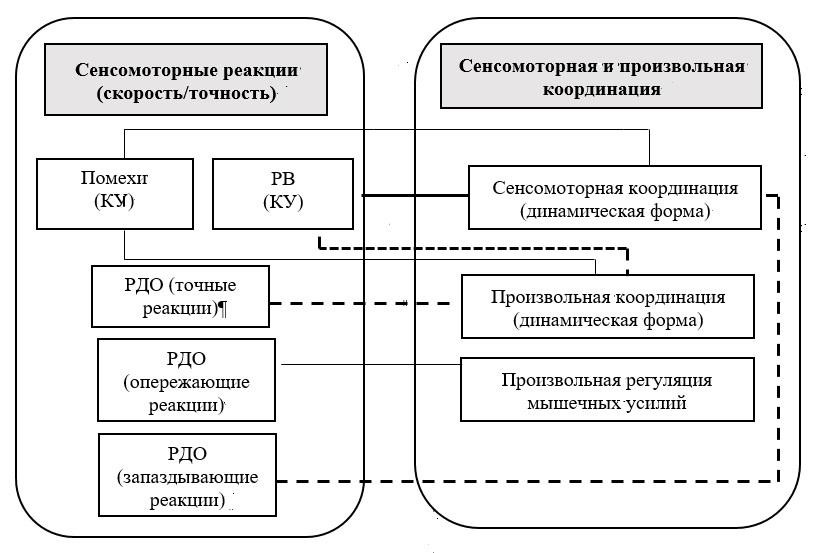 Сенсомоторные реакции
(скорость/точность)
Сенсомоторная и произвольная
координация
Помехи
(КУ)
РВ
(КУ)
Сенсомоторная координация
(динамическая форма)
РДО (точные
реакции)¶
Произвольная координация
(динамическая форма)
РДО
(опережающие
реакции)
Произвольная регуляция
мышечных усилий
РДО
(запаздывающие
реакции)